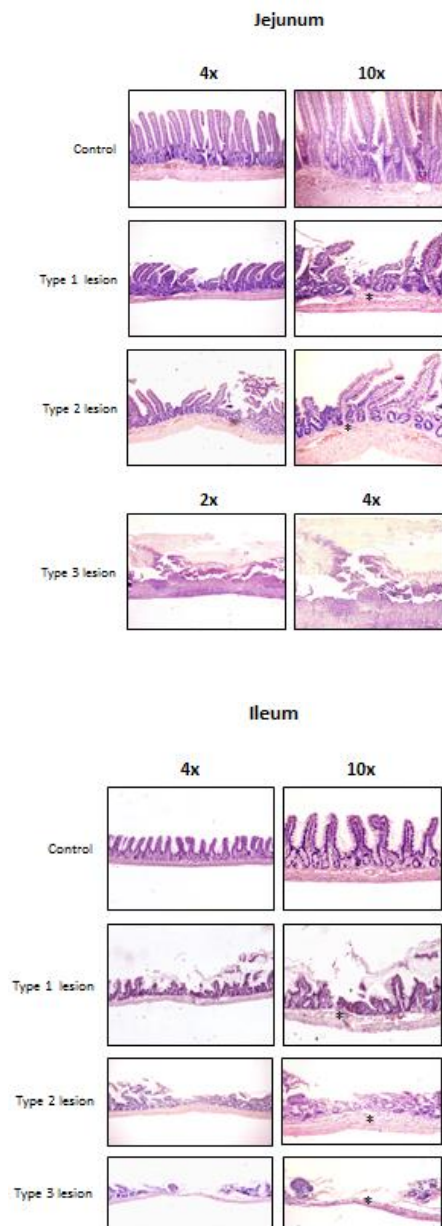 Jejunum
4x 10x
Control
Type 1 lesion
*
Type 2 lesion
*
2x 4x
Type 3 lesion
Ileum
4x 10x
Control
Type 1 lesion
*
Type 2 lesion
*
Type 3 lesion
*